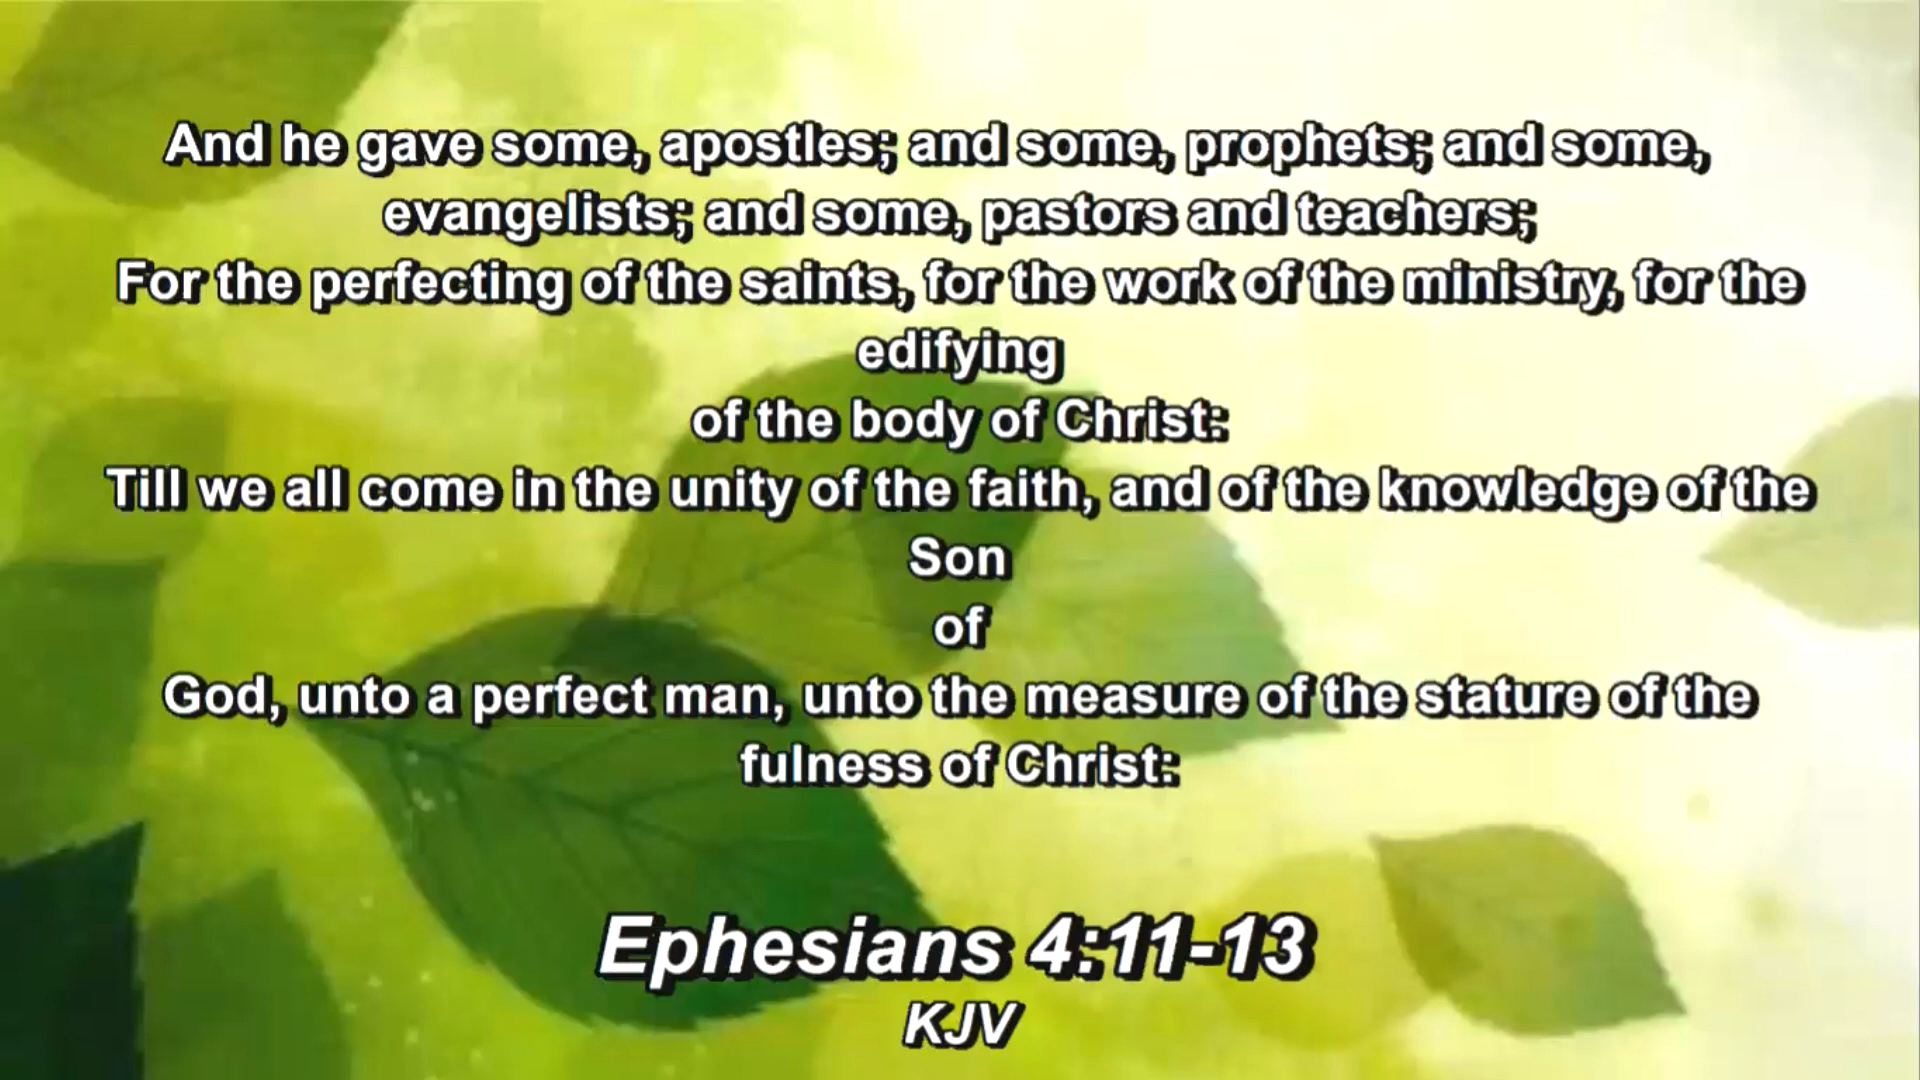 And he gave some, apostles; and some, prophets; and some,
evangelists; and some, pastors and teachers;
For the perfecting of the saints, for the work of the ministry, for the
edifying
of the body of Christ:
Till we all come in the unity of the faith, and of the knowledge of the
Son
of
God, unto a perfect man, unto the measure of the stature of the
fulness of Christ:
Ephesians 4:11-13
KJV